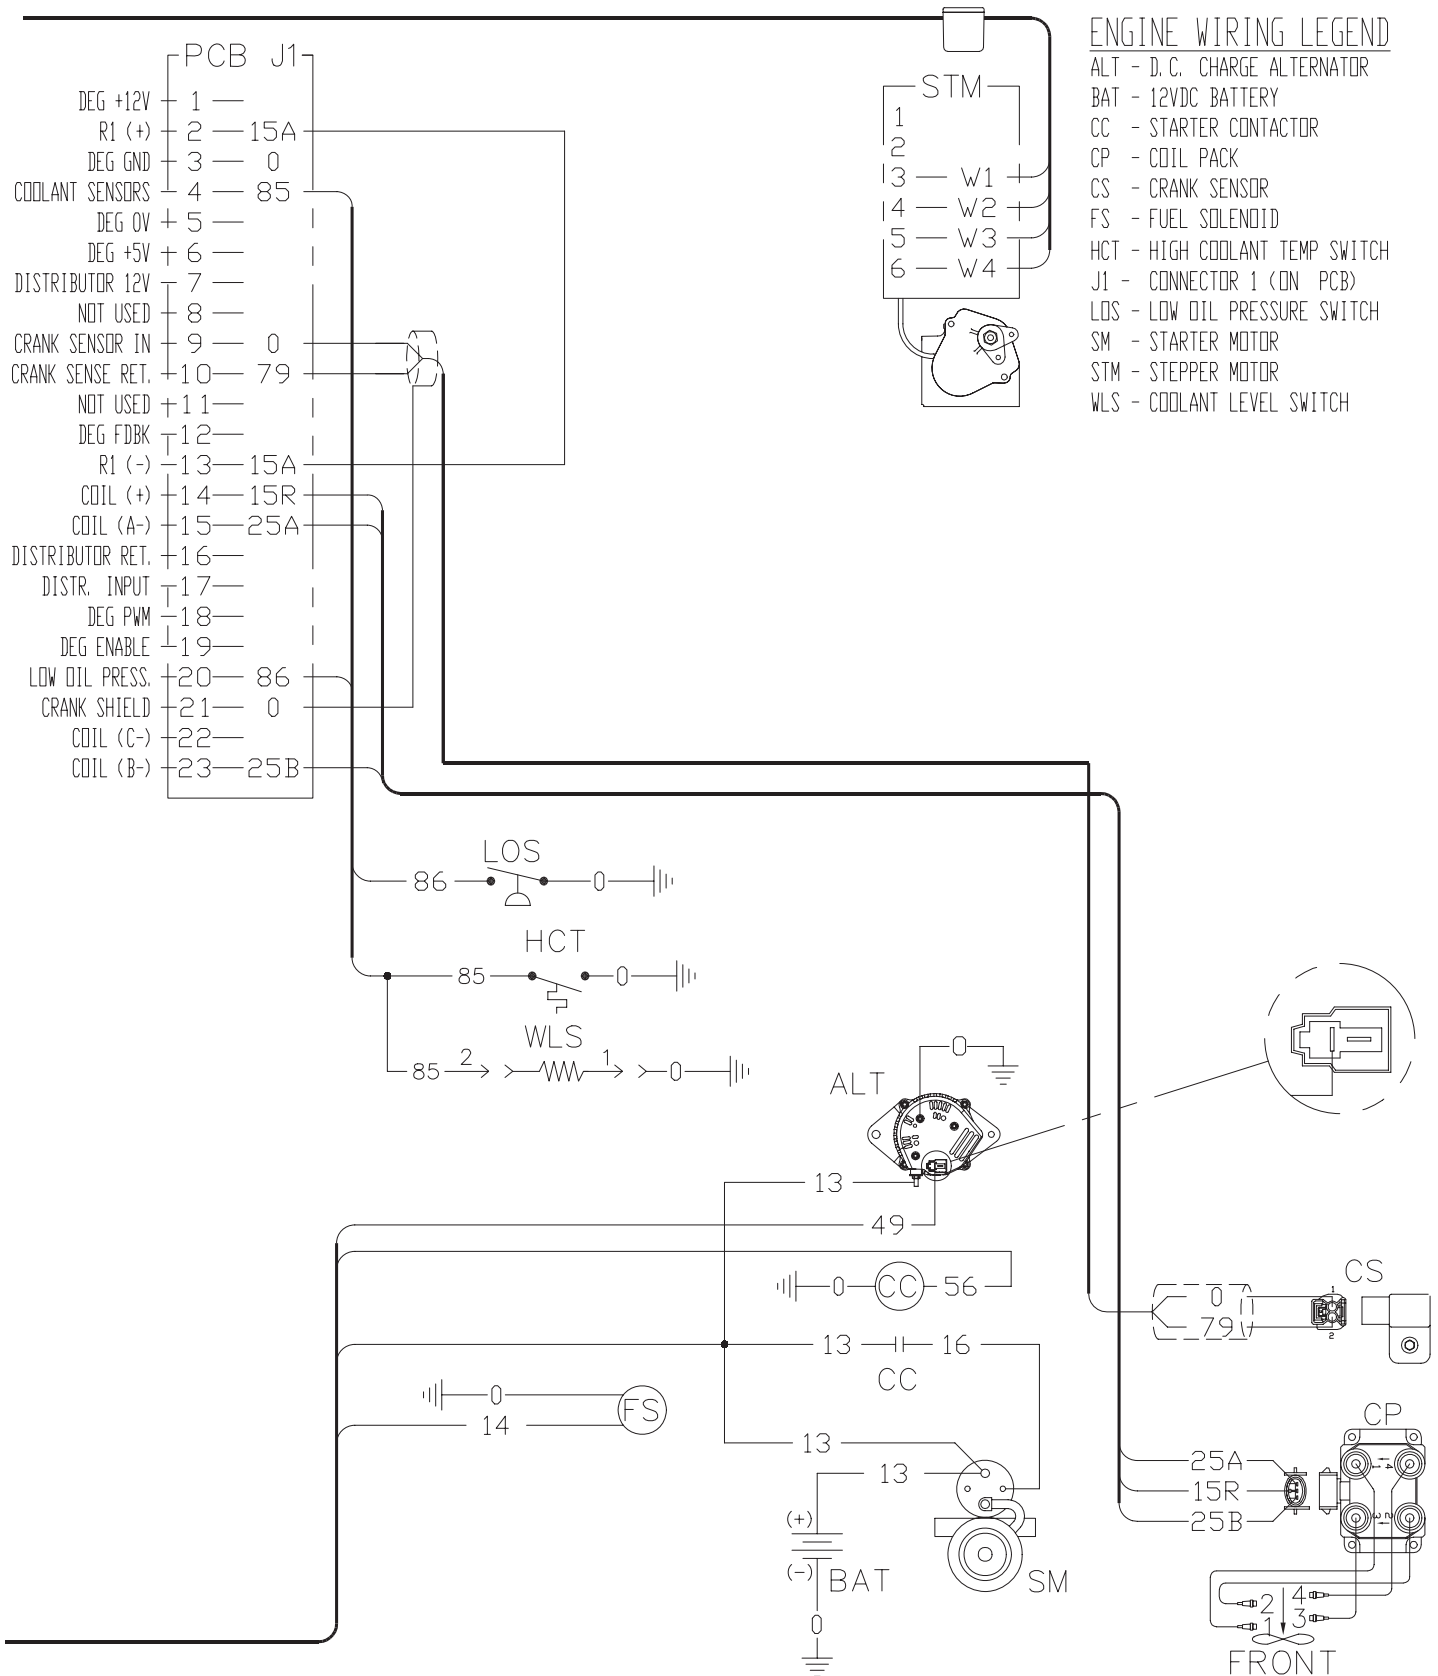 PCB J1
DEG +12V 1
R1 (+) 2 15A
DEG GND 3 0
COOLANT SENSORS 4 85
DEG 0V 5
DEG +5V 6
DISTRIBUTOR 12V 7
NOT USED 8
CRANK SENSOR IN 9 0
CRANK SENSE RET. 10 79
NOT USED 11
DEG FDBK 12
R1 (-) 13 15A
COIL (+) 14 15R
COIL (A-) 15 25A
DISTRIBUTOR RET. 16
DISTR. INPUT 17
DEG PWM 18
DEG ENABLE 19
LOW OIL PRESS. 20 86
CRANK SHIELD 21 0
COIL (C-) 22
COIL (B-) 23 25B
STM
1
2
3 W1
4 W2
5 W3
6 W4
ENGINE WIRING LEGEND
ALT - D.C. CHARGE ALTERNATOR
BAT - 12VDC BATTERY
CC - STARTER CONTACTOR
CP - COIL PACK
CS - CRANK SENSOR
FS - FUEL SOLENOID
HCT - HIGH COOLANT TEMP SWITCH
J1 - CONNECTOR 1 (ON PCB)
LOS - LOW OIL PRESSURE SWITCH
SM - STARTER MOTOR
STM - STEPPER MOTOR
WLS - COOLANT LEVEL SWITCH
LOS
86 0
HCT
85 0
WLS
85 2 1 0
0
ALT
13
49
0 CC 56
13 16
CC
0
14
FS
13
13
(+)
(-)
BAT
0
SM
CS
0
79
1
2
CP
25A
15R
25B
1 4
3 2
2 4
1 3
FRONT